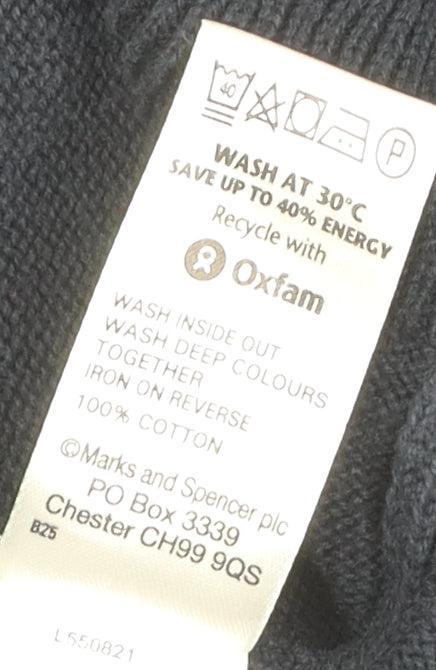 40 P
WASH AT 30°C
SAVE UP TO 40% ENERGY
Recycle with
Oxfam
WASH INSIDE OUT
WASH DEEP COLOURS
TOGETHER
IRON ON REVERSE
100% COTTON
©Marks and Spencer plc
PO Box 3339
Chester CH99 9QS
B25
L550821